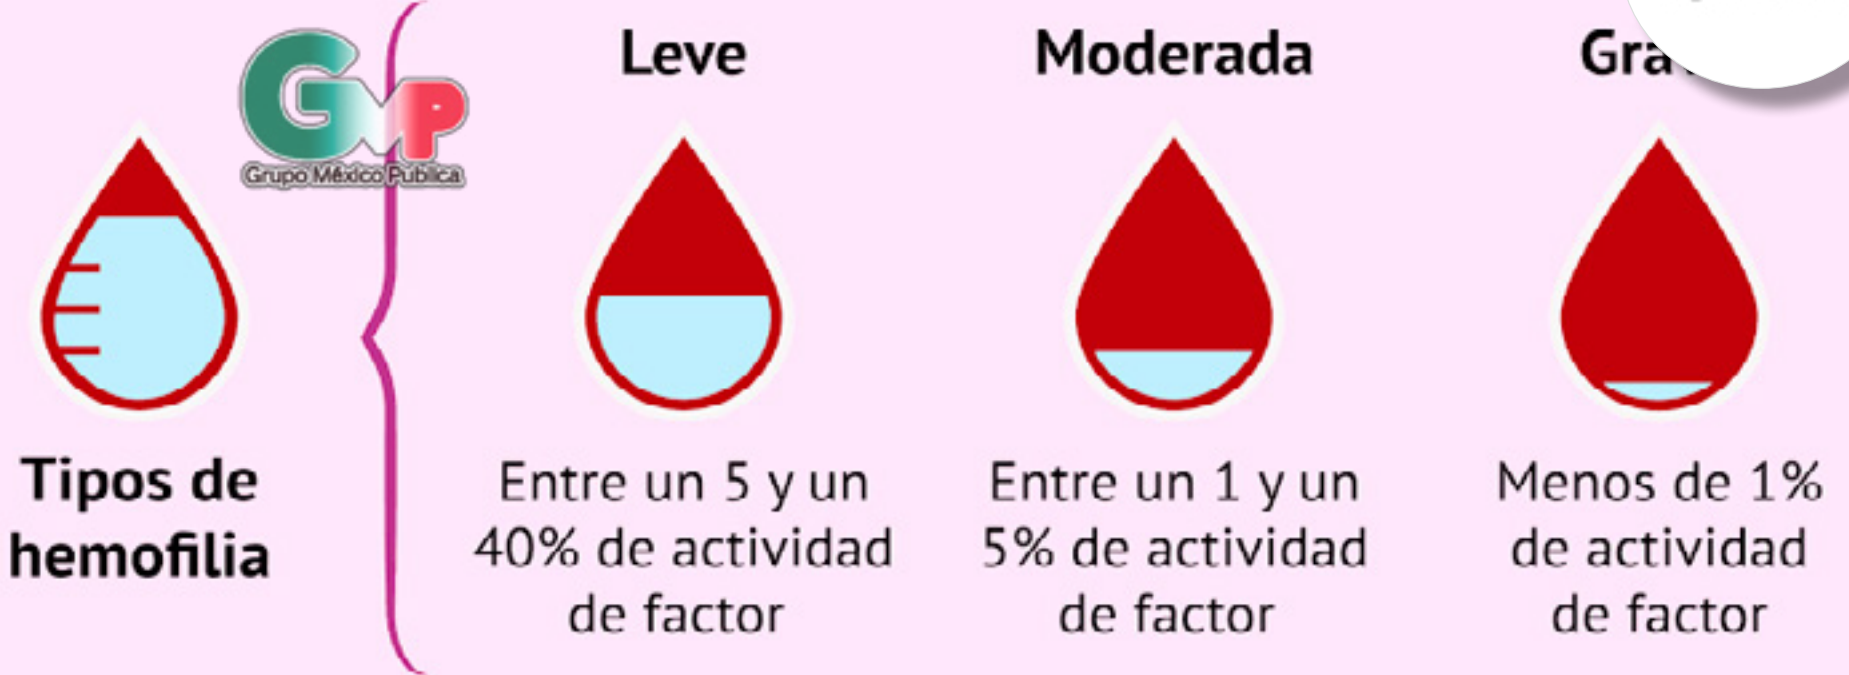 Leve
Moderada
GMP
Grupo México Publica
Tipos de
hemofilia
Entre un 5 y un
40% de actividad
de factor
Entre un 1 y un
5% de actividad
de factor
Menos de 1%
de actividad
de factor